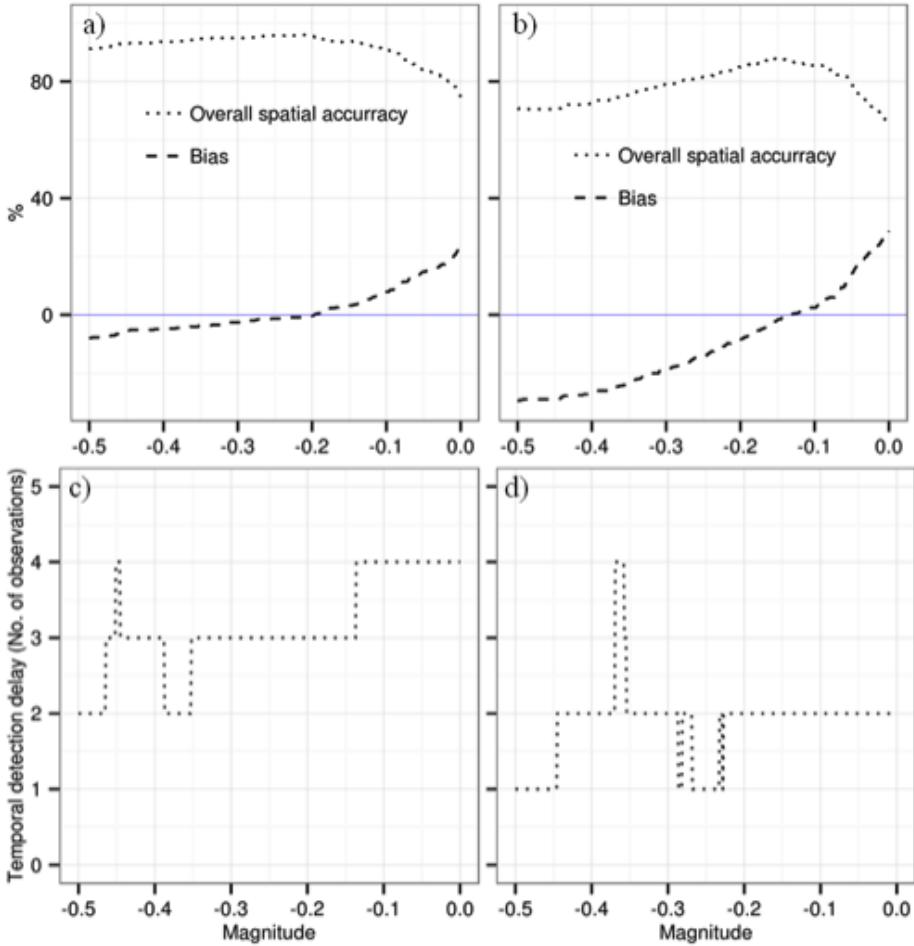 a)
b)
80
40
0
%
Overall spatial accurracy
Bias
Overall spatial accurracy
Bias
-0.5 -0.4 -0.3 -0.2 -0.1 0.0
-0.5 -0.4 -0.3 -0.2 -0.1 0.0
c)
d)
Temporal detection delay (No. of observations)
5
4
3
2
1
0
-0.5 -0.4 -0.3 -0.2 -0.1 0.0
-0.5 -0.4 -0.3 -0.2 -0.1 0.0
Magnitude
Magnitude